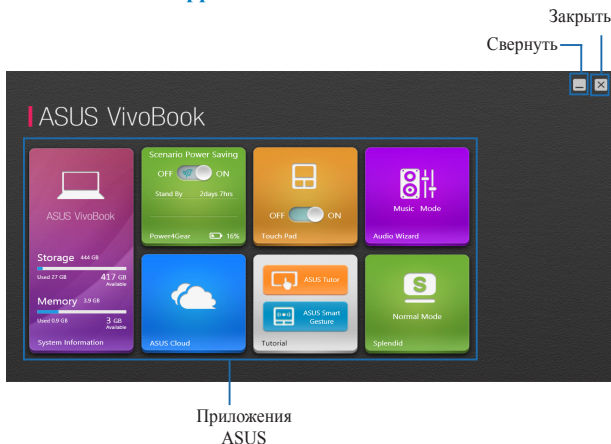 Закрыть
Свернуть
ASUS VivoBook
ASUS VivoBook
Storage 444 GB
Used 27 GB 417 GB
Available
Memory 3.9 GB
Used 0.9 GB 3 GB
Available
System Information
Scenario Power Saving
OFF ON
Stand By 2days 7hrs
Power4Gear 16%
OFF ON
Touch Pad
Music Mode
Audio Wizard
ASUS Cloud
ASUS Tutor
ASUS Smart
Gesture
Tutorial
S
Normal Mode
Splendid
Приложения
ASUS